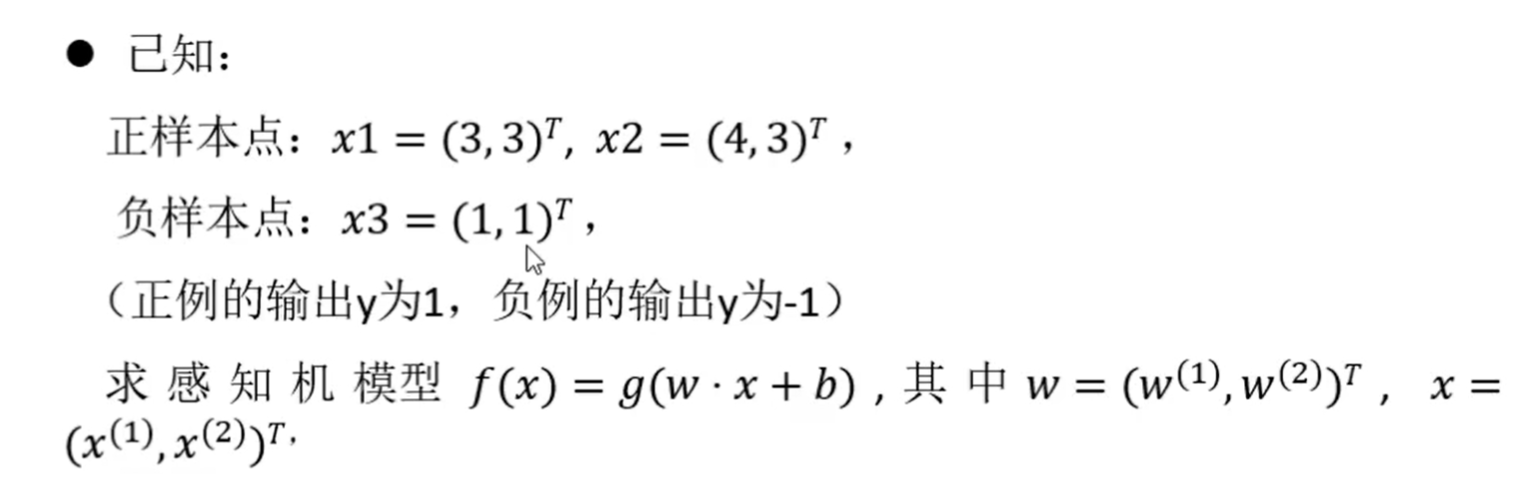 ● 已知：
正样本点：x1 = (3,3)^T, x2 = (4,3)^T，
负样本点：x3 = (1,1)^T，
（正例的输出y为1，负例的输出y为-1）
求感知机模型 f(x) = g(w · x + b) , 其中 w = (w^(1), w^(2))^T， x =
(x^(1), x^(2))^T，